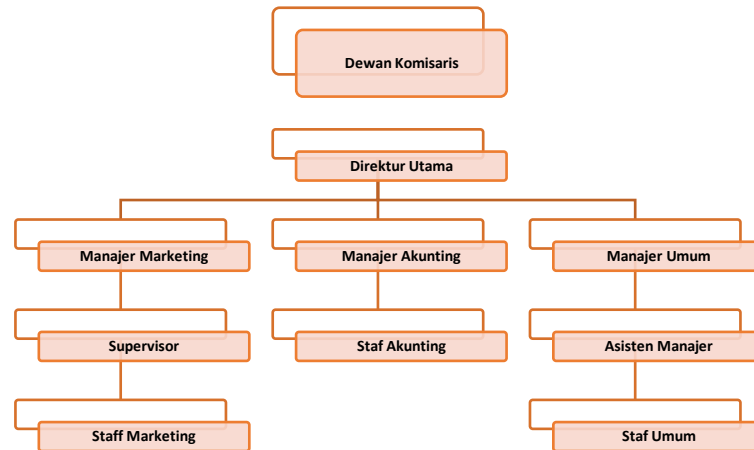 Dewan Komisaris
Direktur Utama
Manajer Marketing
Manajer Akunting
Manajer Umum
Supervisor
Staf Akunting
Asisten Manajer
Staff Marketing
Staf Umum